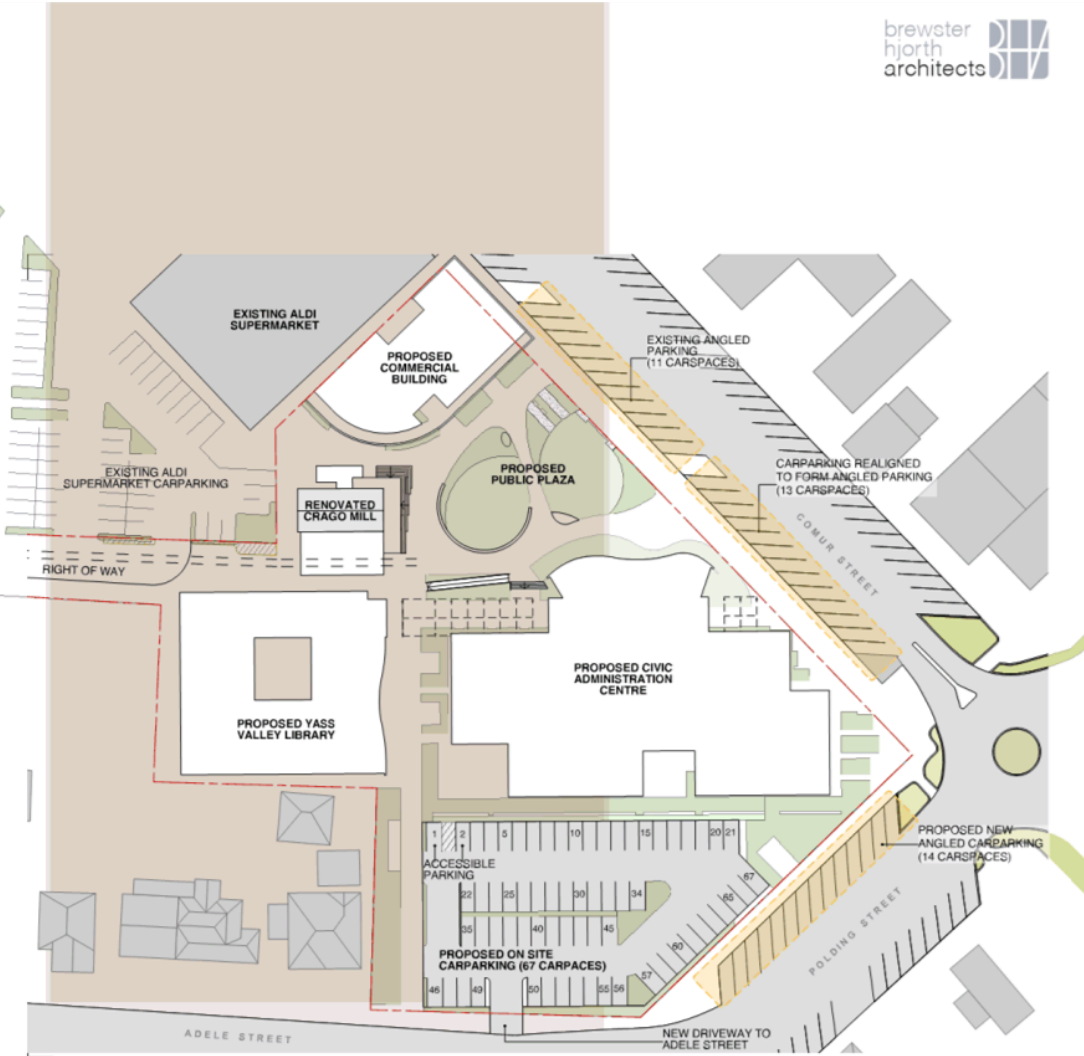 brewster
hjorth
architects
BHA
EXISTING ALDI
SUPERMARKET
PROPOSED
COMMERCIAL
BUILDING
EXISTING ANGLED
PARKING
(11 CARSPACES)
EXISTING ALDI
SUPERMARKET CARPARKING
PROPOSED
PUBLIC PLAZA
CARPARKING REALIGNED
TO FORM ANGLED PARKING
(13 CARSPACES)
RENOVATED
CRAGO MILL
COMUR STREET
RIGHT OF WAY
PROPOSED CIVIC
ADMINISTRATION
CENTRE
PROPOSED YASS
VALLEY LIBRARY
1 2 5 10 15 20 21
PROPOSED NEW
ANGLED CARPARKING
(14 CARSPACES)
ACCESSIBLE
PARKING
22 25 30 34
67
65
35 40 45
60
57
PROPOSED ON SITE
CARPARKING (67 CARPACES)
46 49 50 55 56
POLDING STREET
NEW DRIVEWAY TO
ADELE STREET
ADELE STREET